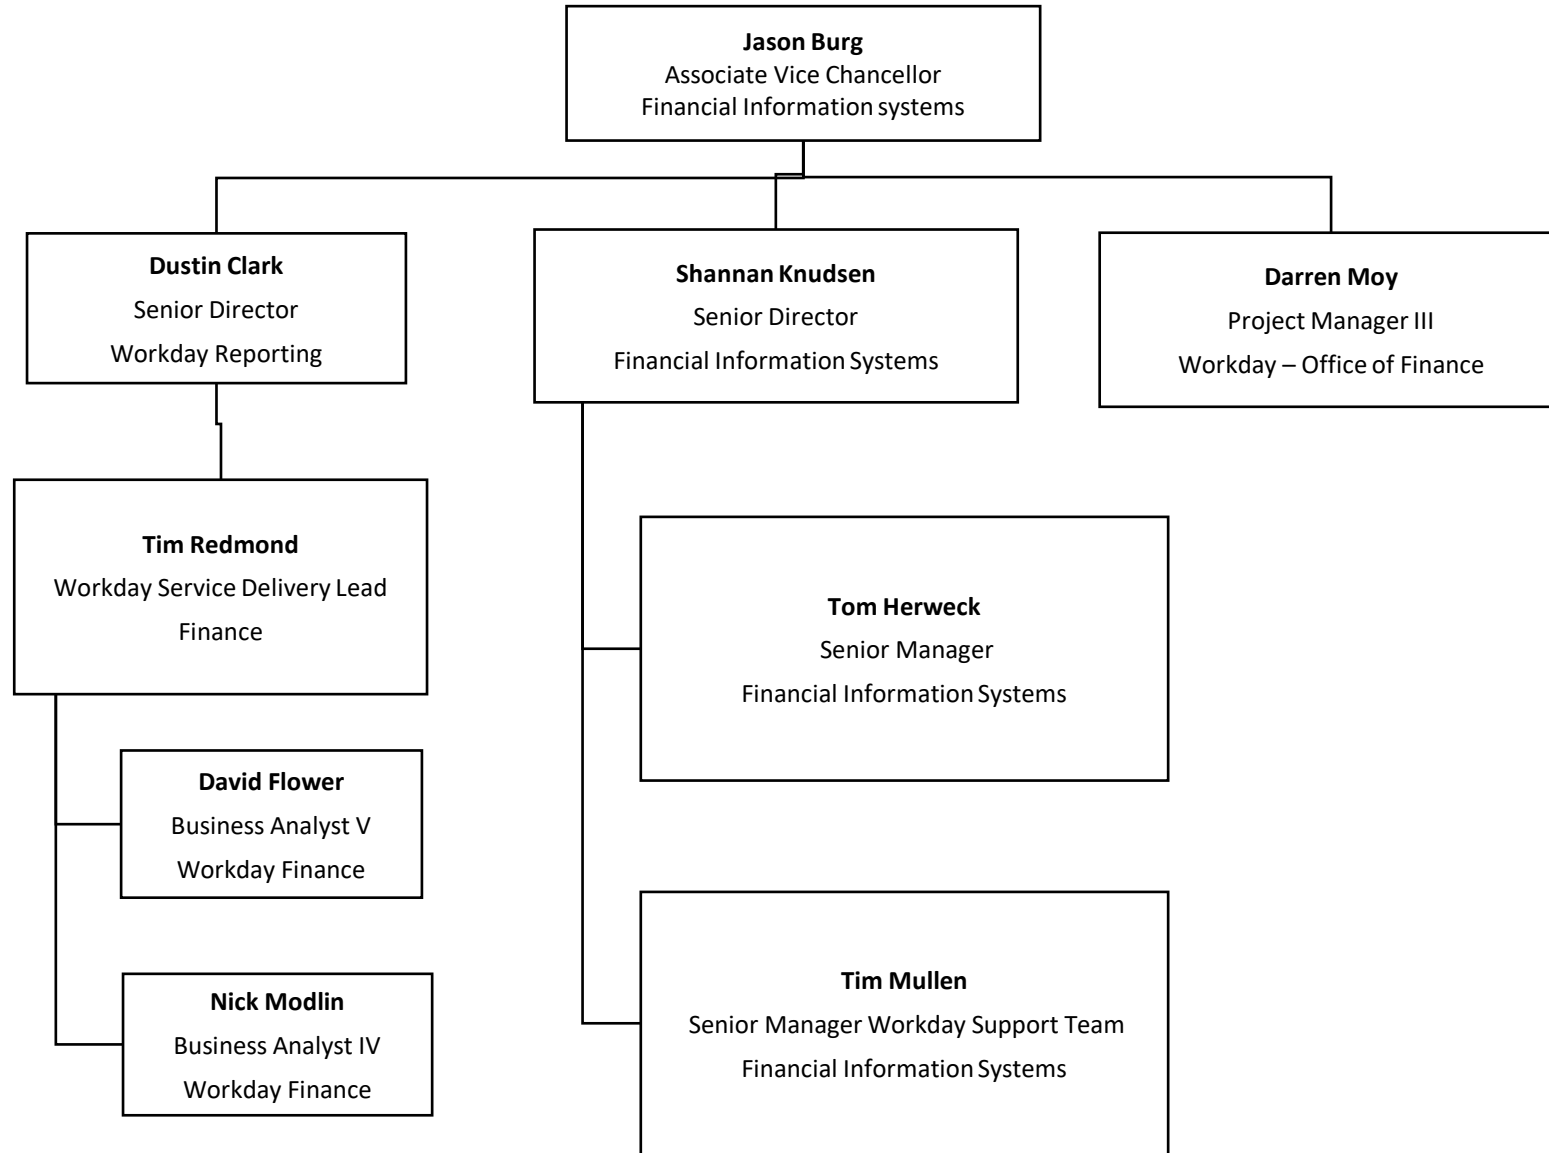 Jason Burg
Associate Vice Chancellor
Financial Information systems
Dustin Clark
Senior Director
Workday Reporting
Shannan Knudsen
Senior Director
Financial Information Systems
Darren Moy
Project Manager III
Workday – Office of Finance
Tim Redmond
Workday Service Delivery Lead
Finance
Tom Herweck
Senior Manager
Financial Information Systems
David Flower
Business Analyst V
Workday Finance
Nick Modlin
Business Analyst IV
Workday Finance
Tim Mullen
Senior Manager Workday Support Team
Financial Information Systems